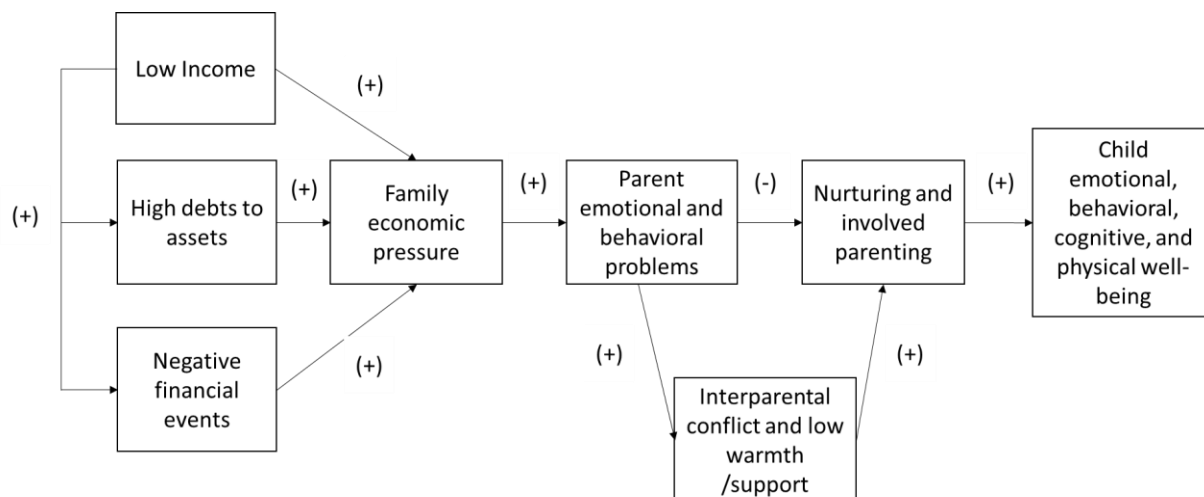 Low Income
(+)
(+)
High debts to
assets
(+)
Family
economic
pressure
(+)
Parent
emotional and
behavioral
problems
(-)
Nurturing and
involved
parenting
(+)
Child
emotional,
behavioral,
cognitive, and
physical well-
being
Negative
financial
events
(+)
(+)
Interparental
conflict and low
warmth
/support
(+)